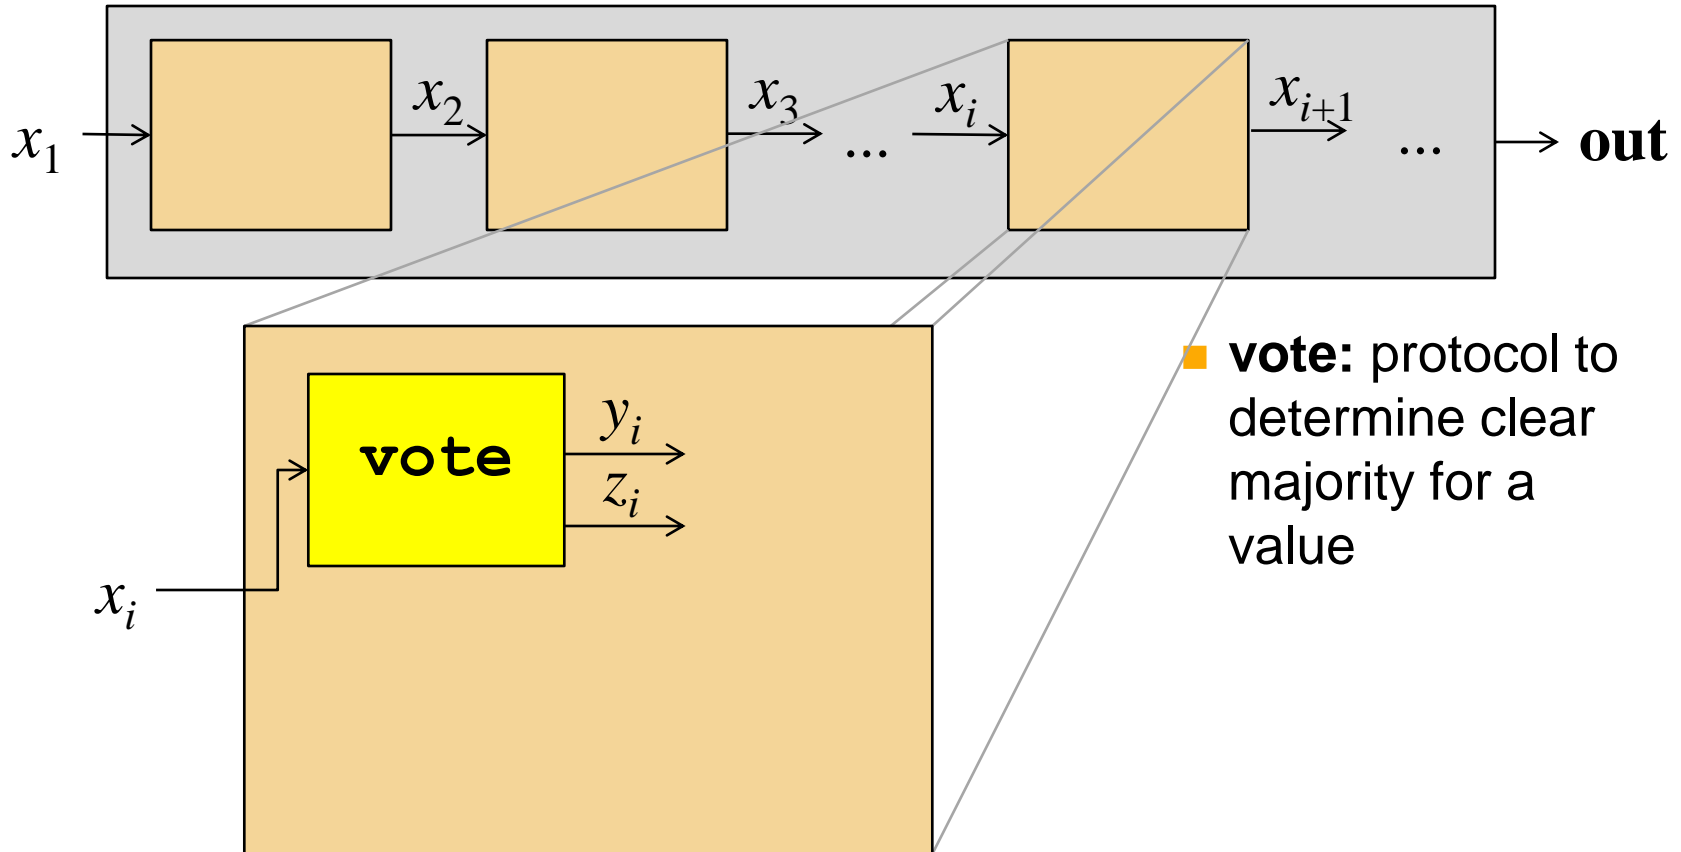 x₁
x₂
x₃
...
xᵢ
xᵢ₊₁
...
out
vote: protocol to
determine clear
majority for a
value
vote
yᵢ
zᵢ
xᵢ